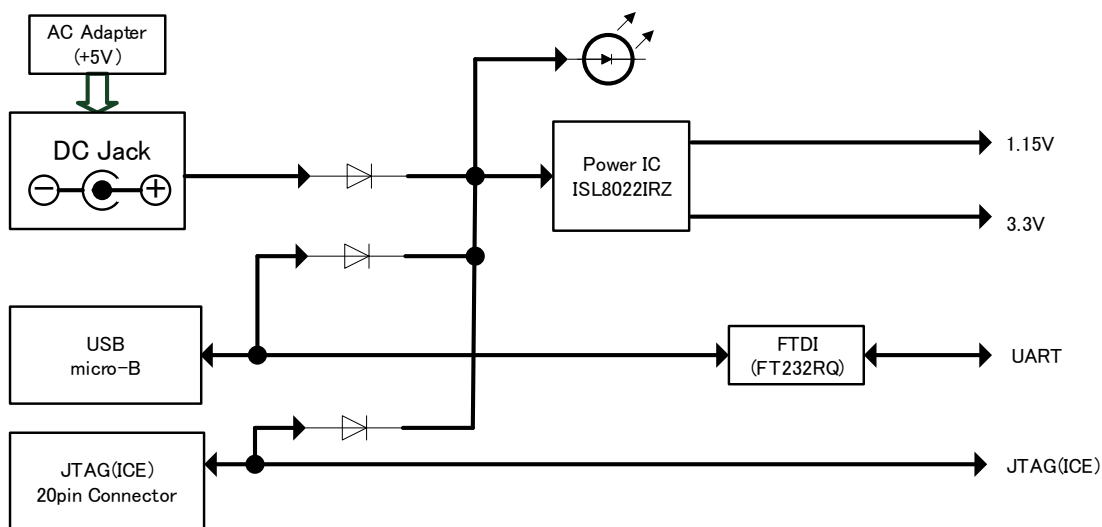 AC Adapter
(+5V)
DC Jack
Power IC
ISL8022IRZ
1.15V
3.3V
USB
micro-B
FTDI
(FT232RQ)
UART
JTAG(ICE)
20pin Connector
JTAG(ICE)